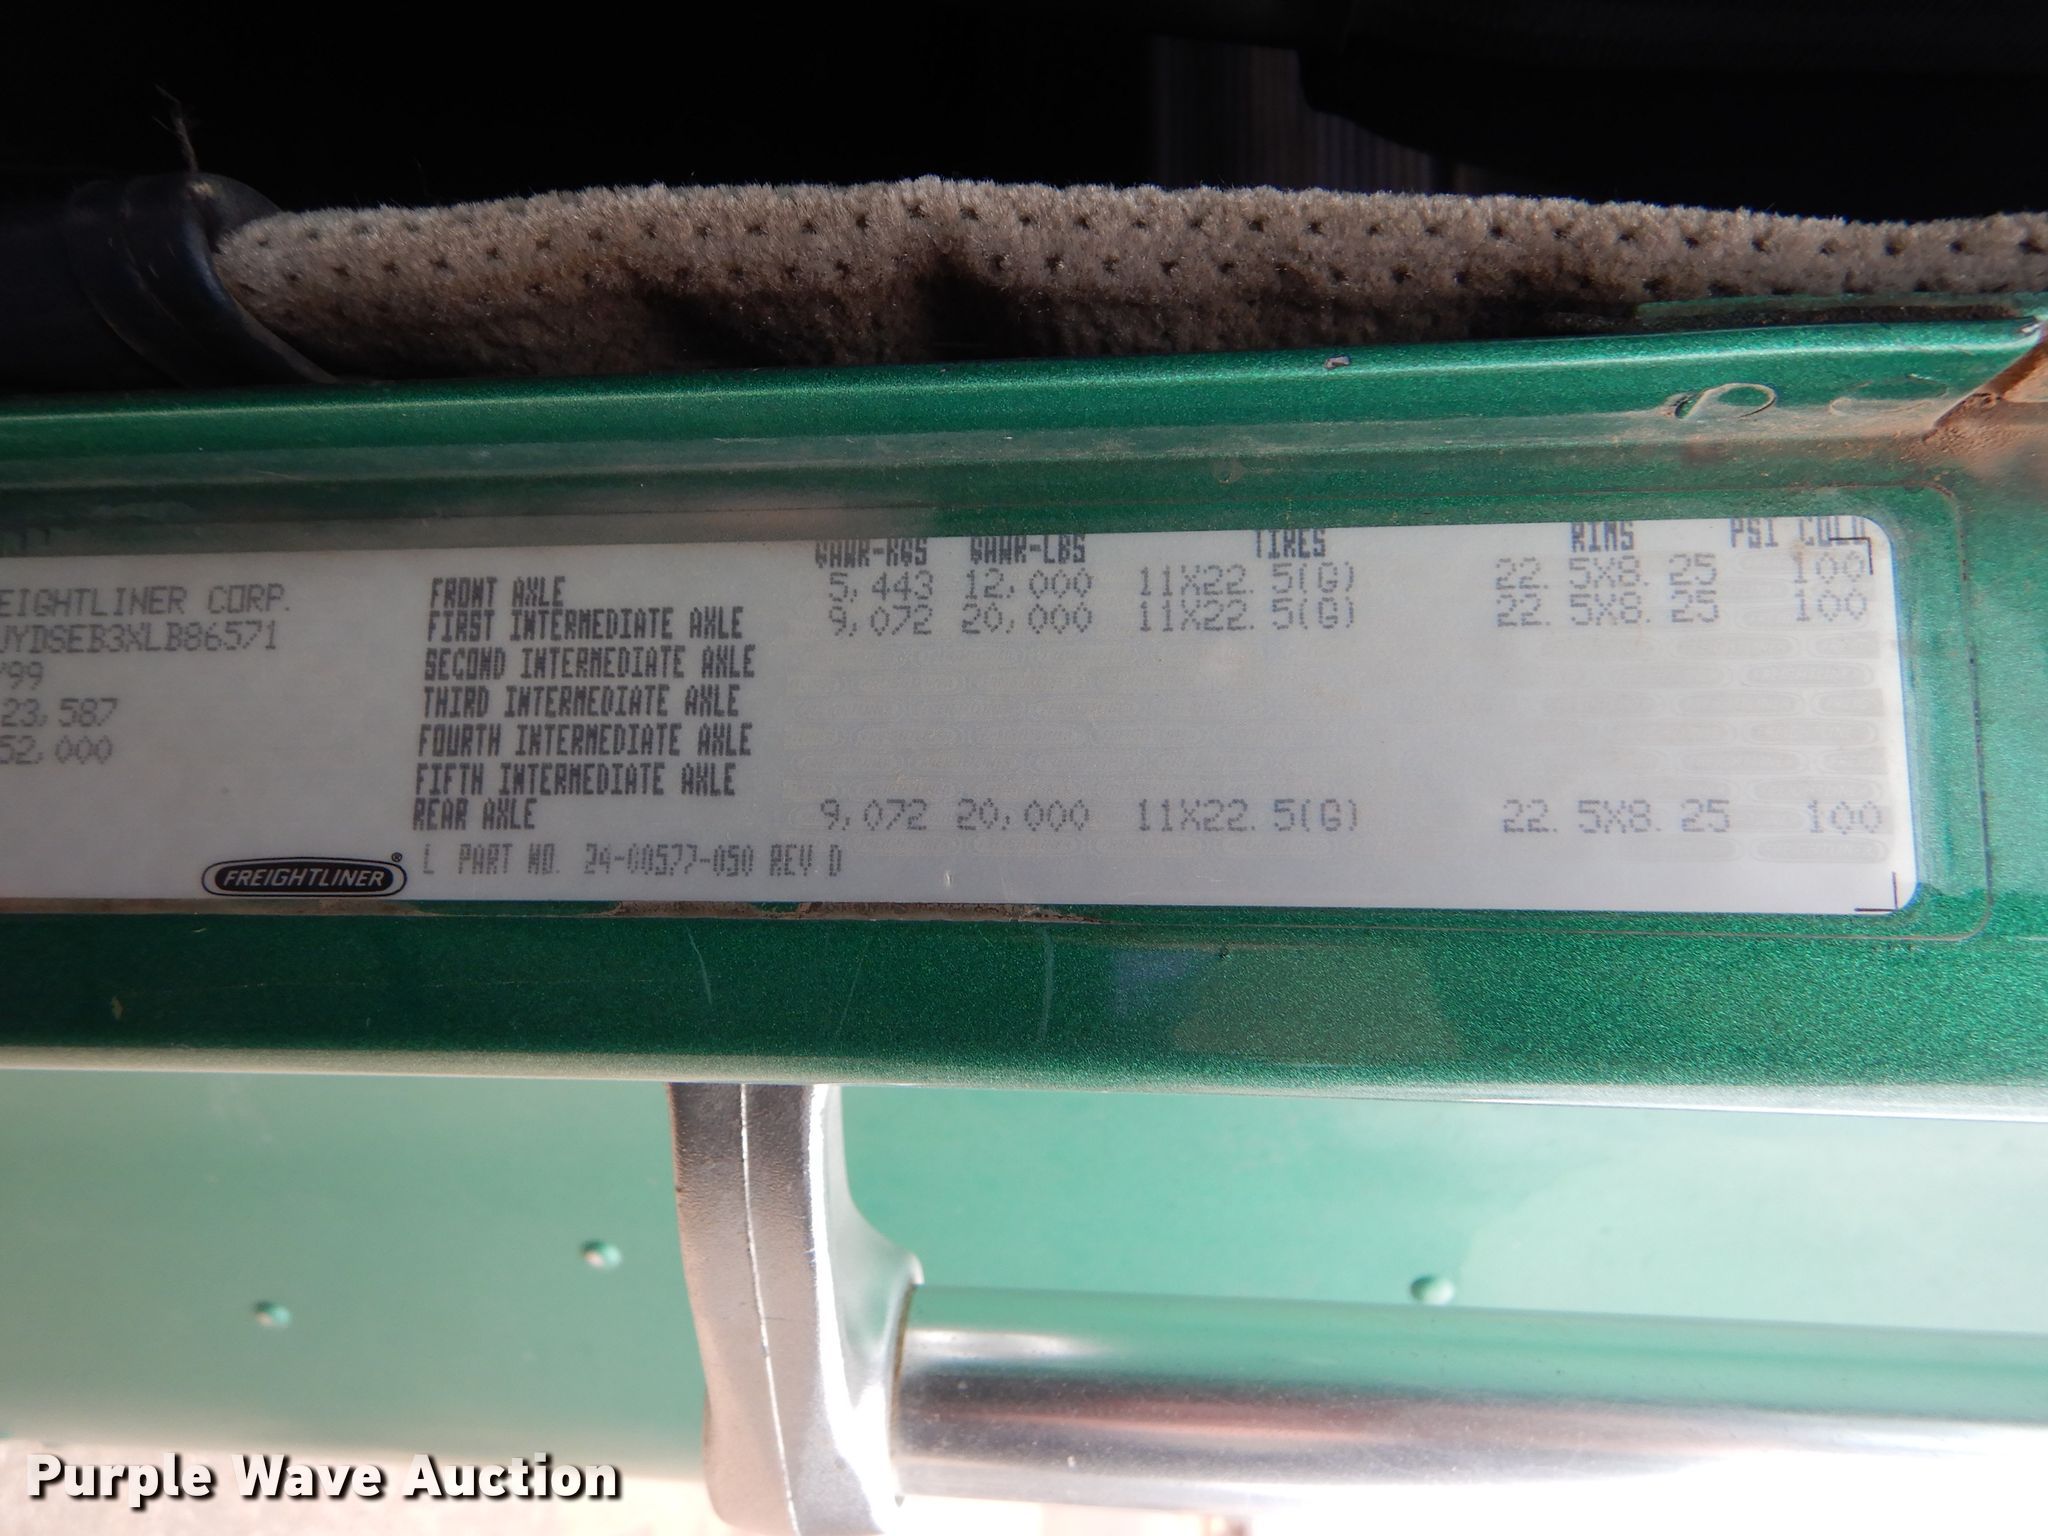 GAWR-KGS GAWR-LBS TIRES RIMS PSI COLD
FRONT AXLE 5,443 12,000 11X22.5(G) 22.5X8.25 100
FIRST INTERMEDIATE AXLE 9,072 20,000 11X22.5(G) 22.5X8.25 100
SECOND INTERMEDIATE AXLE
THIRD INTERMEDIATE AXLE
FOURTH INTERMEDIATE AXLE
FIFTH INTERMEDIATE AXLE
REAR AXLE 9,072 20,000 11X22.5(G) 22.5X8.25 100
EIGHTLINER CORP.
UYDSEB3XLB86571
/99
23,587
52,000
FREIGHTLINER®
L PART NO. 24-00577-050 REV D
Purple Wave Auction